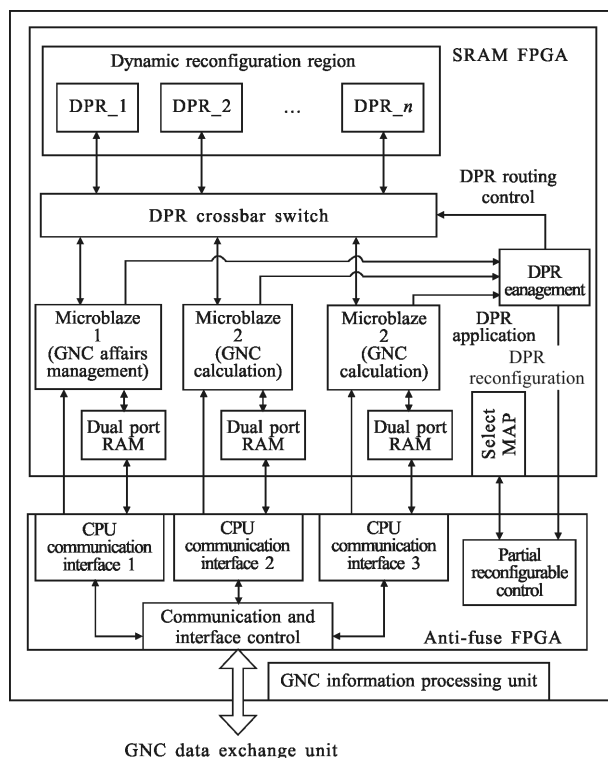 Dynamic reconfiguration region
SRAM FPGA
DPR_1
DPR_2
...
DPR_n
DPR routing
control
DPR crossbar switch
DPR
eanagement
Microblaze
1
(GNC affairs
management)
Microblaze
2
(GNC
calculation)
Microblaze
2
(GNC
calculation)
DPR
application
DPR
reconfiguration
Dual port
RAM
Dual port
RAM
Dual port
RAM
Select
MAP
CPU
communication
interface 1
CPU
communication
interface 2
CPU
communication
interface 3
Partial
reconfigurable
control
Communication and
interface control
Anti-fuse FPGA
GNC information processing unit
GNC data exchange unit